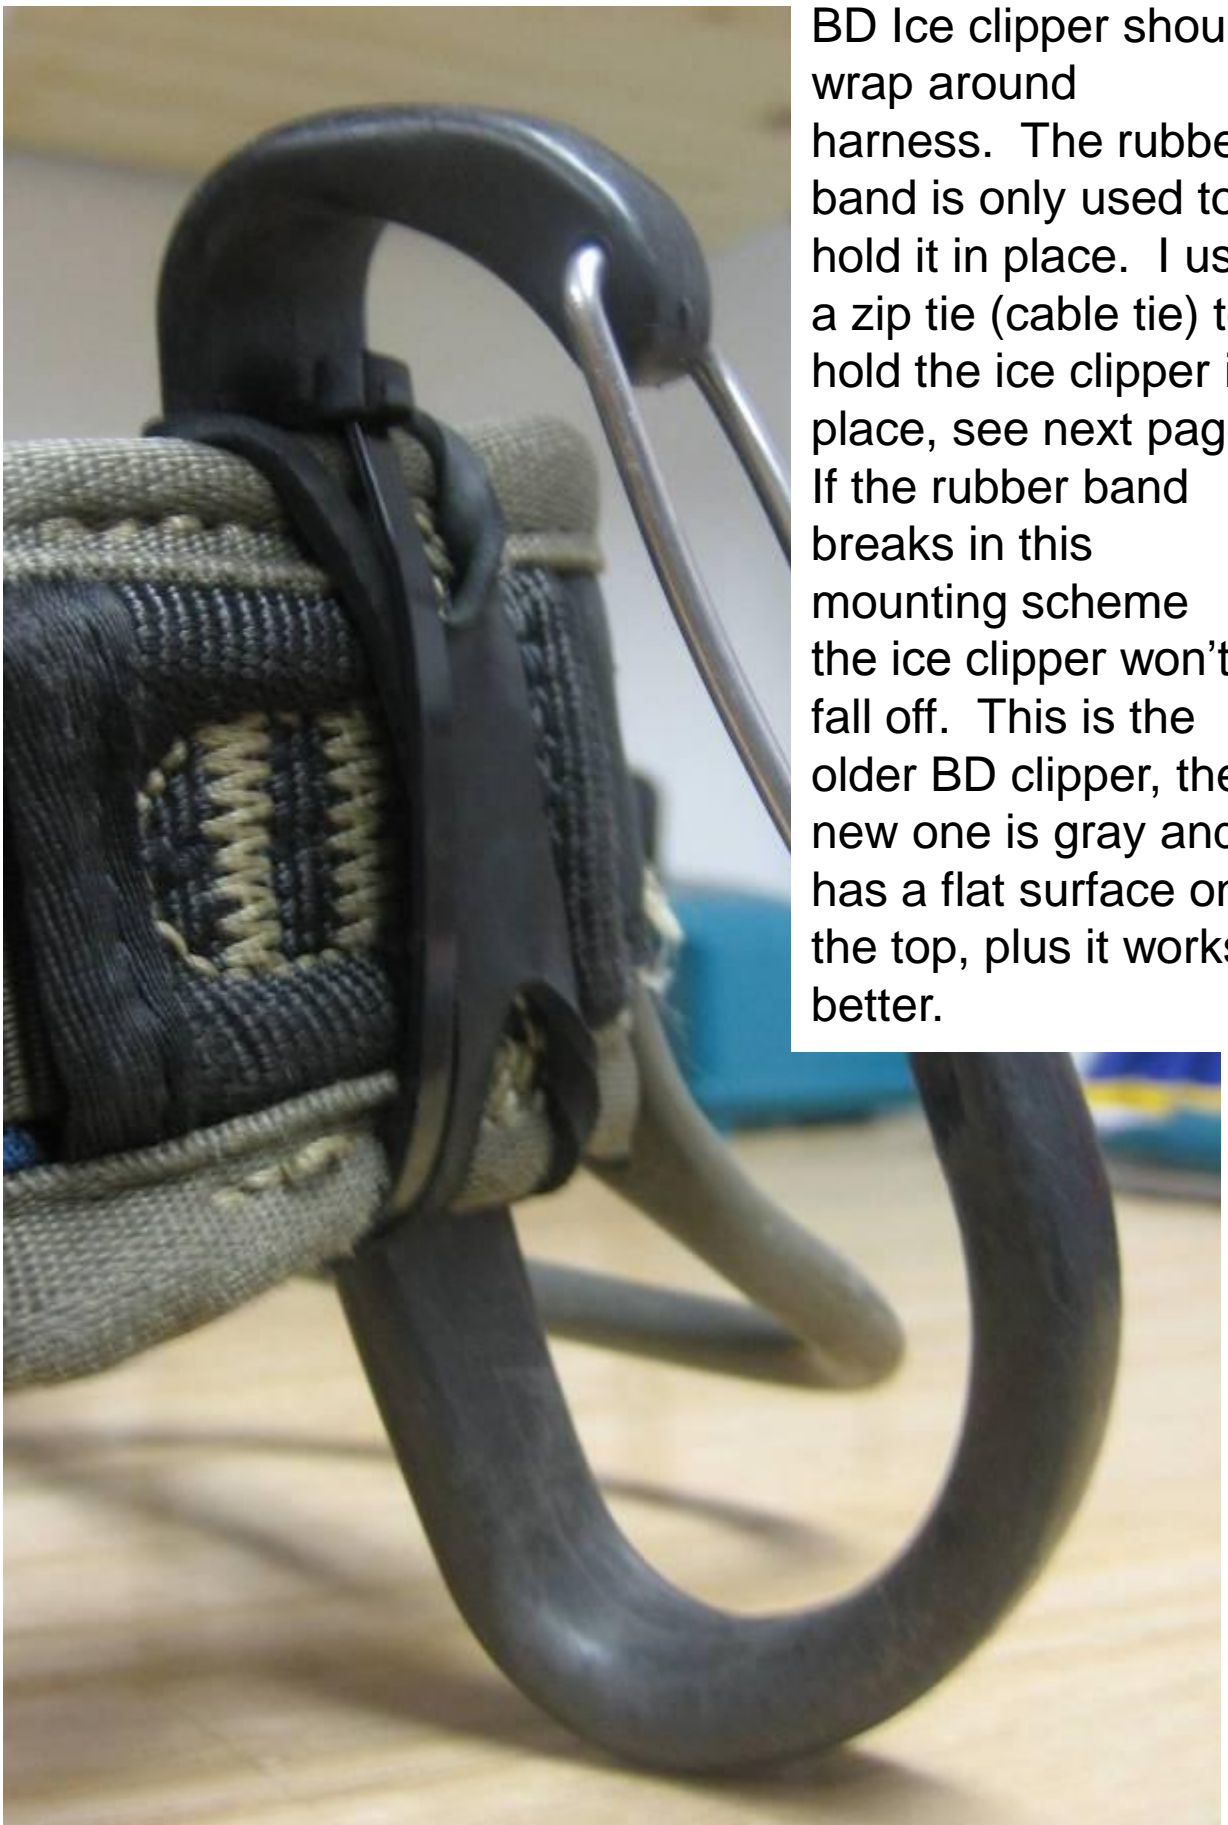 BD Ice clipper shou
wrap around
harness.  The rubbe
band is only used to
hold it in place.  I us
a zip tie (cable tie) t
hold the ice clipper i
place, see next pag
If the rubber band
breaks in this
mounting scheme
the ice clipper won’t
fall off.  This is the
older BD clipper, the
new one is gray and
has a flat surface on
the top, plus it works
better.